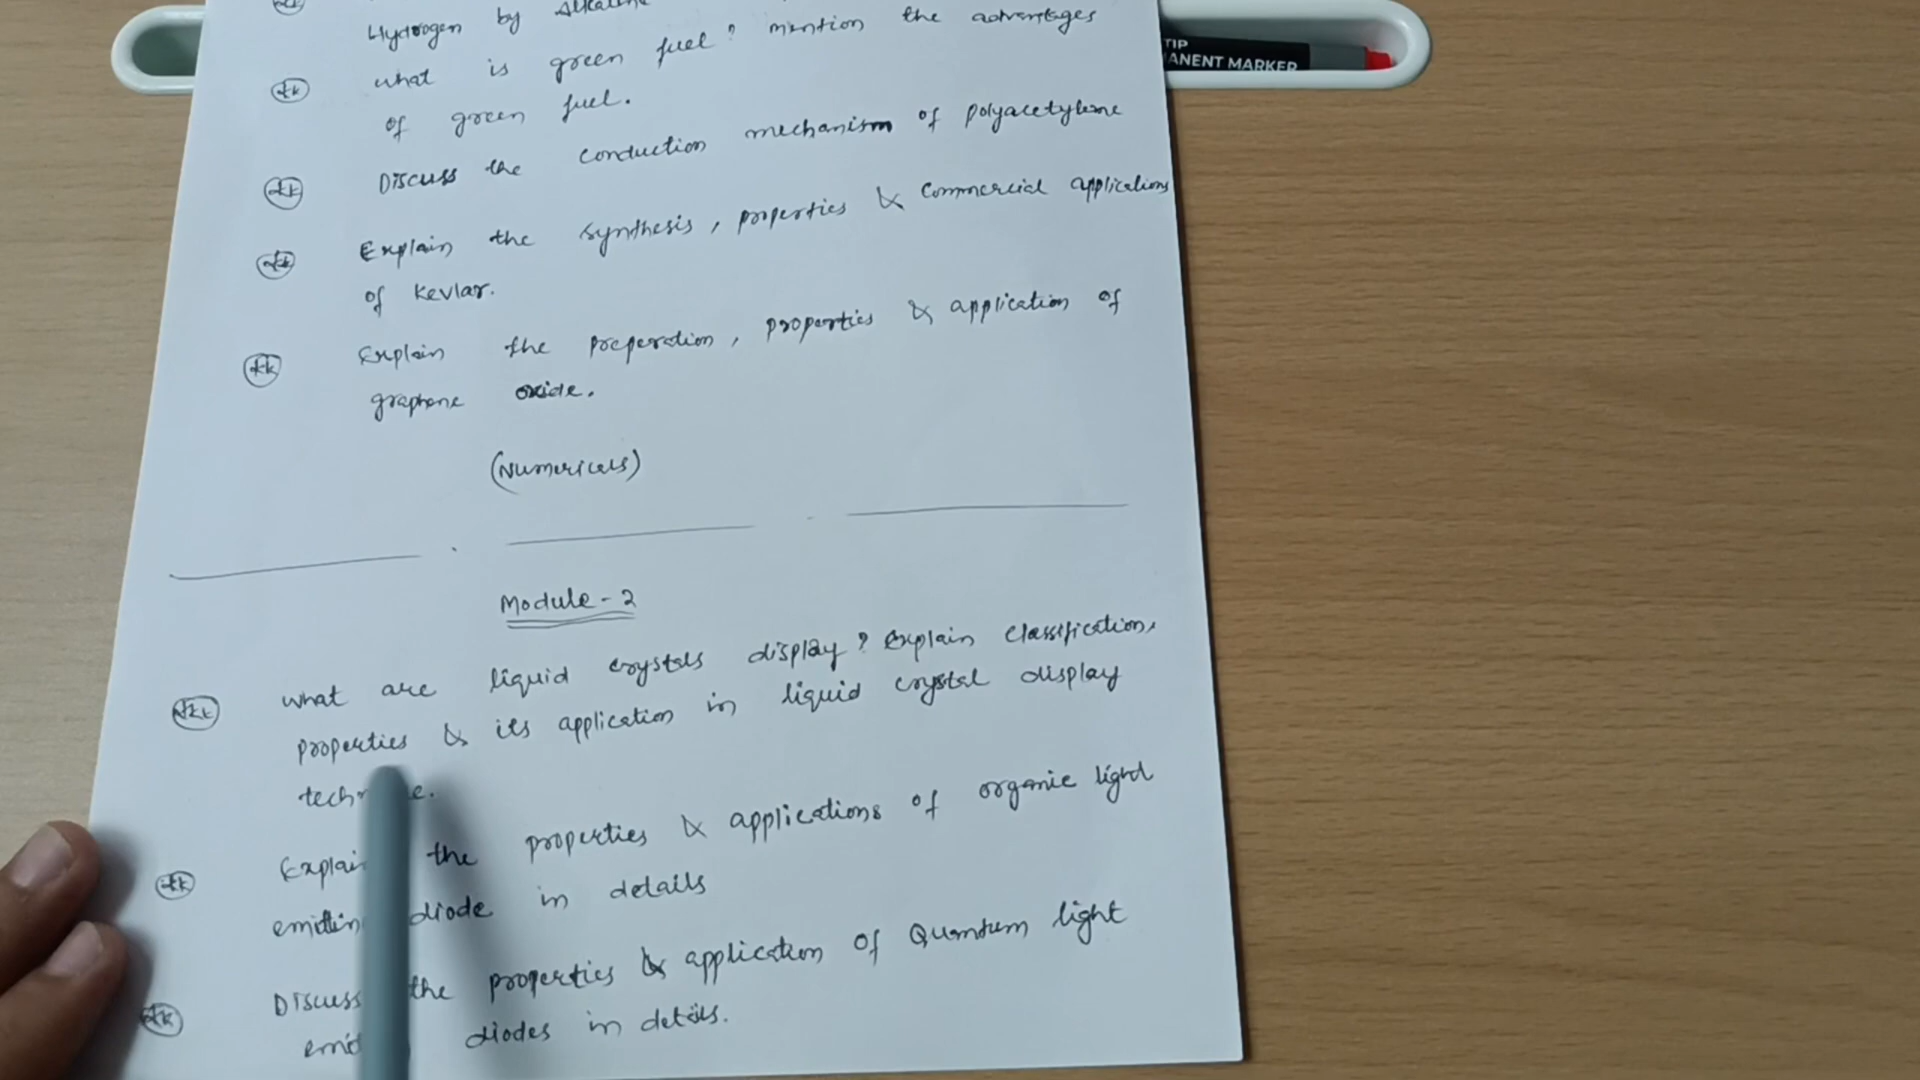 Hydrogen by Alkaline
what is green fuel? mention the advantages
of green fuel.
Discuss the conduction mechanism of polyacetylene
Explain the synthesis, properties & commercial applications
of Kevlar.
Explain the preperation, properties & application of
graphene oxide.
(Numericals)
Module-2
what are liquid crystals display? Explain classification,
properties & its application in liquid crystal display
Explain the properties & applications of organic light
diode in details
Discuss the properties & application of Quantum light
diodes in details.
TIP
ANENT MARKER